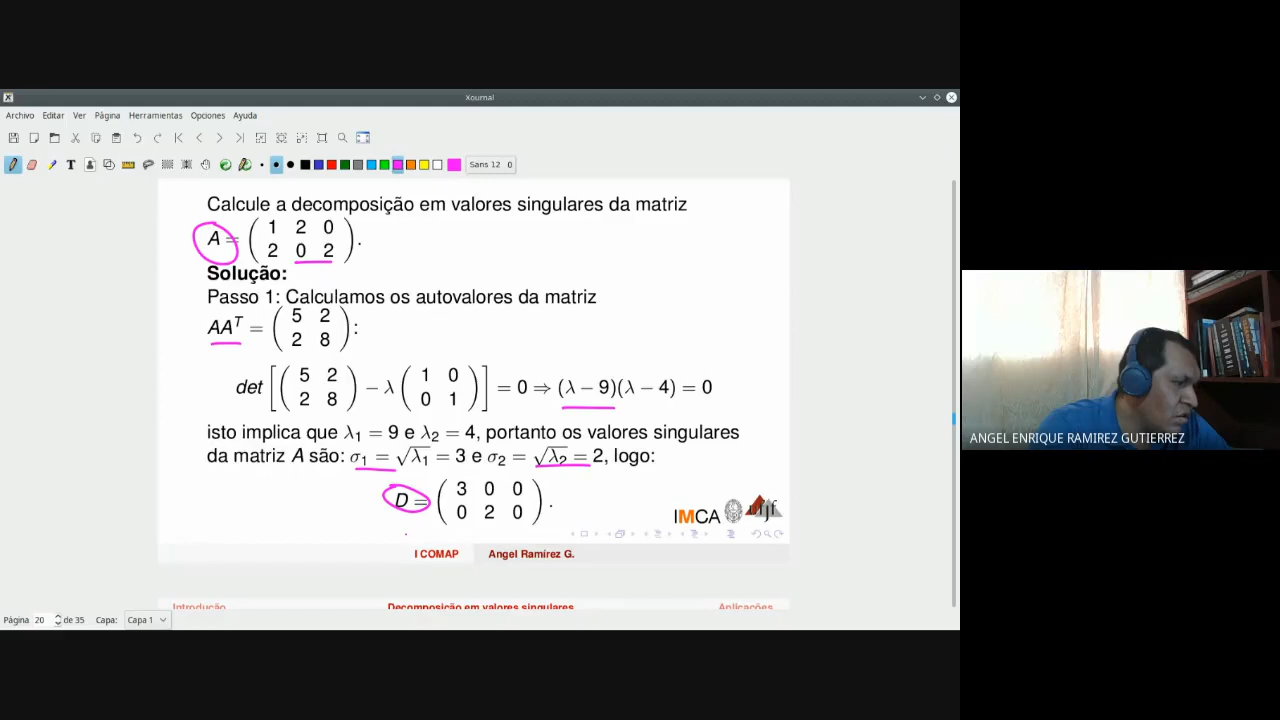 Xournal
Archivo Editar Ver Página Herramientas Opciones Ayuda
Sans 12 0
Calcule a decomposição em valores singulares da matriz
A = ( 1 2 0
2 0 2 ).
Solução:
Passo 1: Calculamos os autovalores da matriz
AAᵀ = ( 5 2
2 8 ):
det [ ( 5 2
2 8 ) − λ ( 1 0
0 1 ) ] = 0 ⇒ (λ − 9)(λ − 4) = 0
isto implica que λ₁ = 9 e λ₂ = 4, portanto os valores singulares
da matriz A são: σ₁ = √λ₁ = 3 e σ₂ = √λ₂ = 2, logo:
D = ( 3 0 0
0 2 0 ).
IMCA ufjf
I COMAP Angel Ramírez G.
Introdução Decomposição em valores singulares Aplicações
Página 20 de 35 Capa: Capa 1
ANGEL ENRIQUE RAMIREZ GUTIERREZ